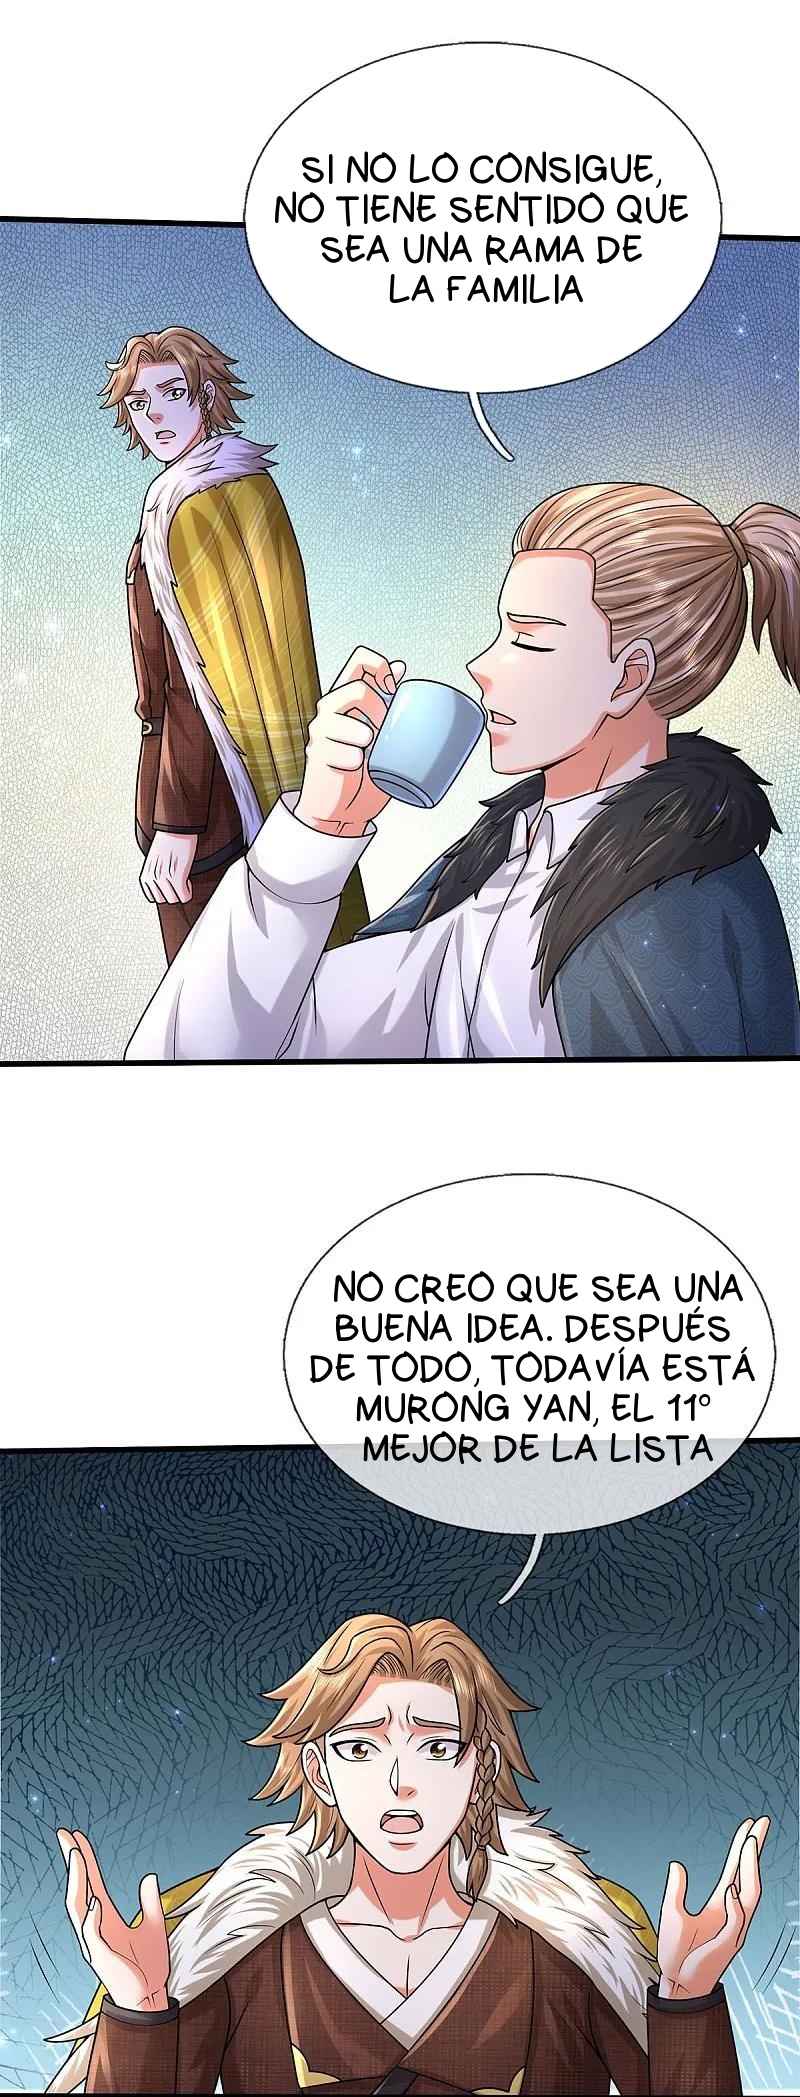 SI NO LO CONSIGUE,
NO TIENE SENTIDO QUE
SEA UNA RAMA DE
LA FAMILIA
NO CREO QUE SEA UNA
BUENA IDEA. DESPUÉS
DE TODO, TODAVÍA ESTÁ
MURONG YAN, EL 11º
MEJOR DE LA LISTA